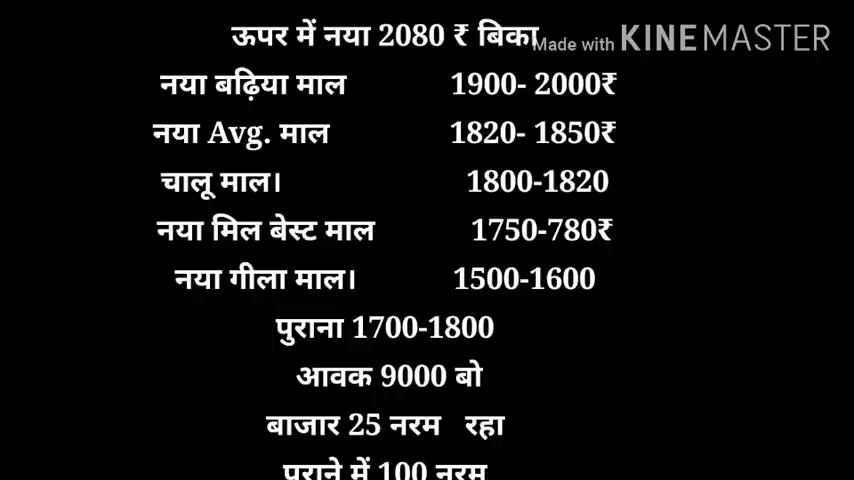 ऊपर में नया 2080 ₹ बिका
Made with KINEMASTER
नया बढ़िया माल 1900- 2000₹
नया Avg. माल 1820- 1850₹
चालू माल। 1800-1820
नया मिल बेस्ट माल 1750-780₹
नया गीला माल। 1500-1600
पुराना 1700-1800
आवक 9000 बो
बाजार 25 नरम रहा
पुराने में 100 नरम